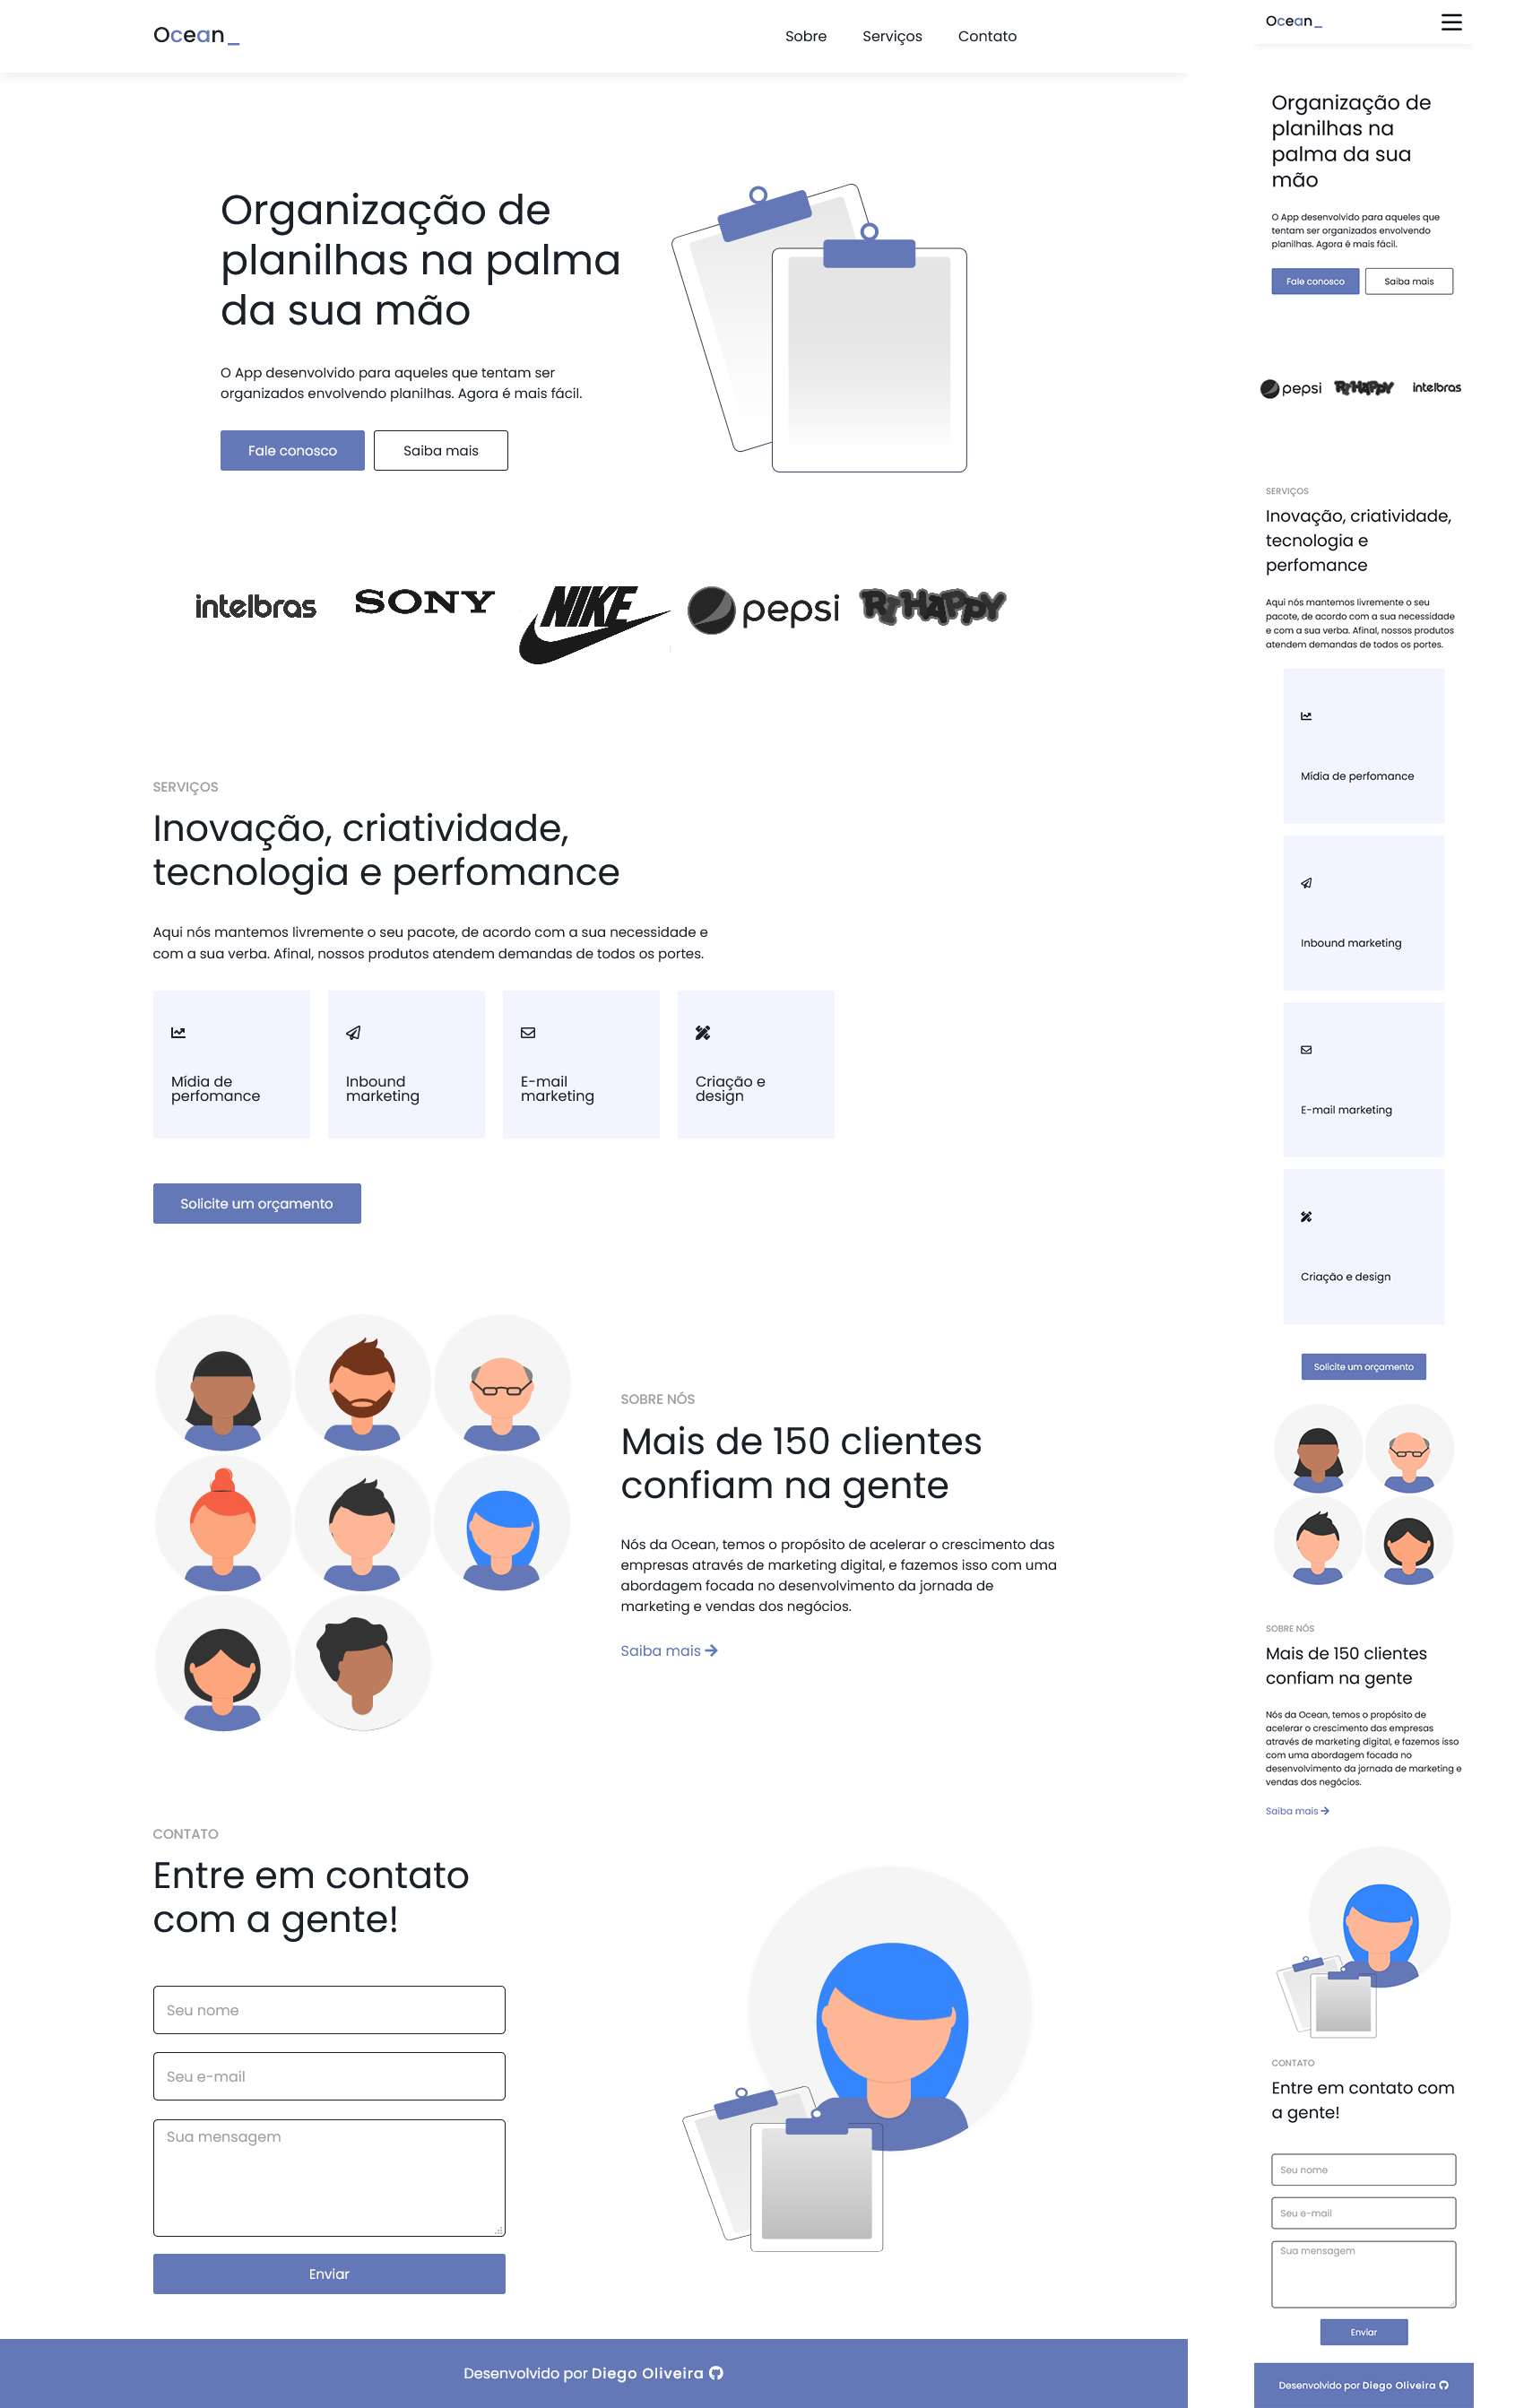 Ocean_
Sobre Serviços Contato
Organização de
planilhas na palma
da sua mão
O App desenvolvido para aqueles que tentam ser
organizados envolvendo planilhas. Agora é mais fácil.
Fale conosco Saiba mais
intelbras SONY NIKE pepsi RiHAPPY
SERVIÇOS
Inovação, criatividade,
tecnologia e perfomance
Aqui nós mantemos livremente o seu pacote, de acordo com a sua necessidade e
com a sua verba. Afinal, nossos produtos atendem demandas de todos os portes.
Mídia de
perfomance
Inbound
marketing
E-mail
marketing
Criação e
design
Solicite um orçamento
SOBRE NÓS
Mais de 150 clientes
confiam na gente
Nós da Ocean, temos o propósito de acelerar o crescimento das
empresas através de marketing digital, e fazemos isso com uma
abordagem focada no desenvolvimento da jornada de
marketing e vendas dos negócios.
Saiba mais
CONTATO
Entre em contato
com a gente!
Seu nome
Seu e-mail
Sua mensagem
Enviar
Desenvolvido por Diego Oliveira
Ocean_
Organização de
planilhas na
palma da sua
mão
O App desenvolvido para aqueles que
tentam ser organizados envolvendo
planilhas. Agora é mais fácil.
Fale conosco Saiba mais
pepsi RiHAPPY intelbras
SERVIÇOS
Inovação, criatividade,
tecnologia e
perfomance
Aqui nós mantemos livremente o seu
pacote, de acordo com a sua necessidade
e com a sua verba. Afinal, nossos produtos
atendem demandas de todos os portes.
Mídia de perfomance
Inbound marketing
E-mail marketing
Criação e design
Solicite um orçamento
SOBRE NÓS
Mais de 150 clientes
confiam na gente
Nós da Ocean, temos o propósito de
acelerar o crescimento das empresas
através de marketing digital, e fazemos isso
com uma abordagem focada no
desenvolvimento da jornada de marketing e
vendas dos negócios.
Saiba mais
CONTATO
Entre em contato com
a gente!
Seu nome
Seu e-mail
Sua mensagem
Enviar
Desenvolvido por Diego Oliveira